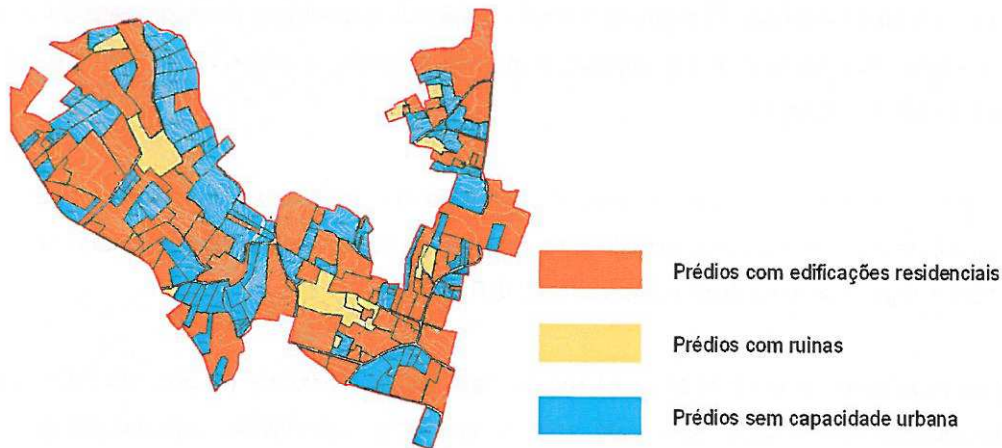 Prédios com edificações residenciais
Prédios com ruinas
Prédios sem capacidade urbana